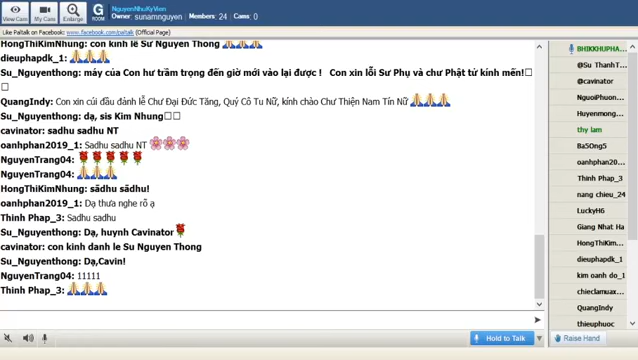 View Cam
My Cam
Enlarge
G
ROOM
NguyenNhuKyVien
Owner: sunamnguyen | Members: 24 | Cams: 0
Like Paltalk on Facebook: www.facebook.com/paltalk (Official Page)
HongThiKimNhung: con kính lễ Sư Nguyen Thong
dieuphapdk_1:
Su_Nguyenthong: máy của Con hư trầm trọng đến giờ mới vào lại được ! Con xin lỗi Sư Phụ và chư Phật tử kính mến!
QuangIndy: Con xin cúi đầu đảnh lễ Chư Đại Đức Tăng, Quý Cô Tu Nữ, kính chào Chư Thiện Nam Tín Nữ
Su_Nguyenthong: dạ, sis Kim Nhung
cavinator: sadhu sadhu NT
oanhphan2019_1: Sadhu sadhu NT
NguyenTrang04:
NguyenTrang04:
HongThiKimNhung: sādhu sādhu!
oanhphan2019_1: Dạ thưa nghe rõ ạ
Thinh Phap_3: Sadhu sadhu
Su_Nguyenthong: Dạ, huynh Cavinator
cavinator: con kinh danh le Su Nguyen Thong
Su_Nguyenthong: Dạ,Cavin!
NguyenTrang04: 11111
Thinh Phap_3:
Hold to Talk
BHIKKHUPHA...
@Su ThanhT...
@cavinator
NguoiPhuon...
Huyenmong...
thy lam
Ba5Ong5
oanhphan20...
Thinh Phap_3
nang chieu_24
LuckyH6
Giang Nhat Ha
HongThiKim...
dieuphapdk_1
kim oanh do_1
chieclamuax...
QuangIndy
thieuphuoc
Raise Hand